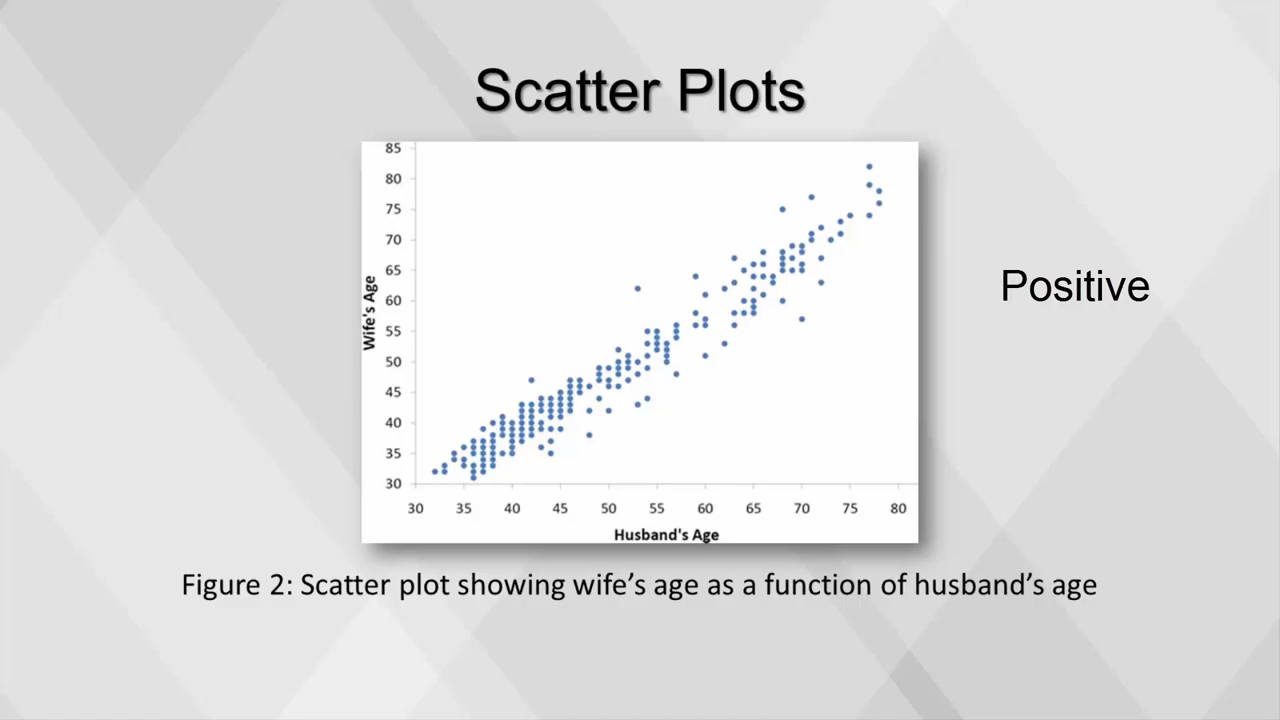 Scatter Plots
85
80
75
70
65
60
55
50
45
40
35
30
Wife's Age
30 35 40 45 50 55 60 65 70 75 80
Husband's Age
Positive
Figure 2: Scatter plot showing wife’s age as a function of husband’s age